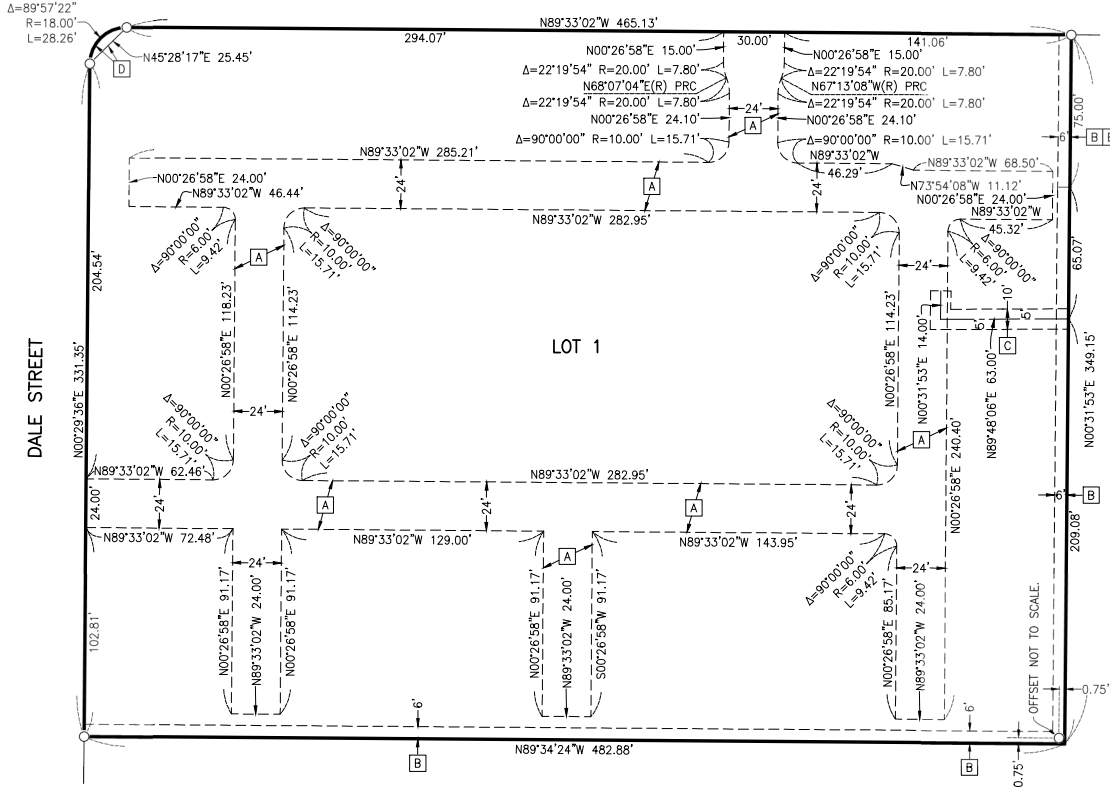 Δ=89°57'22"
R=18.00'
L=28.26'
N45°28'17"E 25.45'
D
N89°33'02"W 465.13'
294.07'
30.00'
141.06'
N00°26'58"E 15.00'
N00°26'58"E 15.00'
Δ=22°19'54" R=20.00' L=7.80'
Δ=22°19'54" R=20.00' L=7.80'
N68°07'04"E(R) PRC
N67°13'08"W(R) PRC
Δ=22°19'54" R=20.00' L=7.80'
Δ=22°19'54" R=20.00' L=7.80'
24'
N00°26'58"E 24.10'
A
N00°26'58"E 24.10'
Δ=90°00'00" R=10.00' L=15.71'
Δ=90°00'00" R=10.00' L=15.71'
75.00'
6'
B
N89°33'02"W 285.21'
N89°33'02"W
46.29'
N89°33'02"W 68.50'
N73°54'08"W 11.12'
N00°26'58"E 24.00'
N00°26'58"E 24.00'
24'
A
24'
N89°33'02"W 46.44'
N89°33'02"W 282.95'
N89°33'02"W
45.32'
Δ=90°00'00"
R=6.00'
L=9.42'
A
Δ=90°00'00"
R=10.00'
L=15.71'
Δ=90°00'00"
R=10.00'
L=15.71'
24'
Δ=90°00'00"
R=6.00'
L=9.42'
65.07'
204.54'
N00°26'58"E 118.23'
N00°26'58"E 114.23'
LOT 1
N00°26'58"E 114.23'
N00°31'53"E 14.00'
10'
5'
5'
C
N89°48'06"E 63.00'
DALE STREET
N00°29'36"E 331.35'
N00°31'53"E 349.15'
24'
Δ=90°00'00"
R=10.00'
L=15.71'
Δ=90°00'00"
R=10.00'
L=15.71'
Δ=90°00'00"
R=10.00'
L=15.71'
A
N00°26'58"E 240.40'
N89°33'02"W 62.46'
N89°33'02"W 282.95'
24.00'
24'
A
24'
A
24'
6'
B
N89°33'02"W 72.48'
N89°33'02"W 129.00'
N89°33'02"W 143.95'
209.08'
24'
A
Δ=90°00'00"
R=6.00'
L=9.42'
24'
102.81'
N00°26'58"E 91.17'
N89°33'02"W 24.00'
N00°26'58"E 91.17'
N00°26'58"E 91.17'
N89°33'02"W 24.00'
S00°26'58"W 91.17'
N00°26'58"E 85.17'
N89°33'02"W 24.00'
OFFSET NOT TO SCALE.
0.75'
6'
6'
N89°34'24"W 482.88'
B
B
0.75'